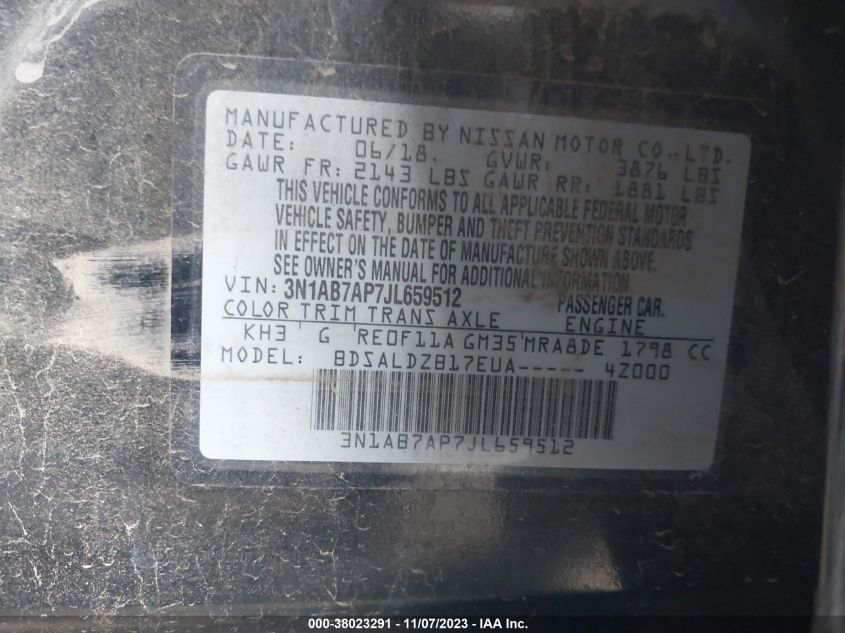 MANUFACTURED BY NISSAN MOTOR CO.,LTD.
DATE: 06/18. GVWR: 3876 LBS
GAWR FR: 2143 LBS GAWR RR: 1881 LBS
THIS VEHICLE CONFORMS TO ALL APPLICABLE FEDERAL MOTOR
VEHICLE SAFETY, BUMPER AND THEFT PREVENTION STANDARDS
IN EFFECT ON THE DATE OF MANUFACTURE SHOWN ABOVE.
SEE OWNER'S MANUAL FOR ADDITIONAL INFORMATION.
VIN: 3N1AB7AP7JL659512 PASSENGER CAR.
COLOR TRIM TRANS AXLE ENGINE
KH3 G RE0F11A GM35 MRA8DE 1798 CC
MODEL: BDSALDZB17EUA----- 4Z000
3N1AB7AP7JL659512
000-38023291 - 11/07/2023 - IAA Inc.